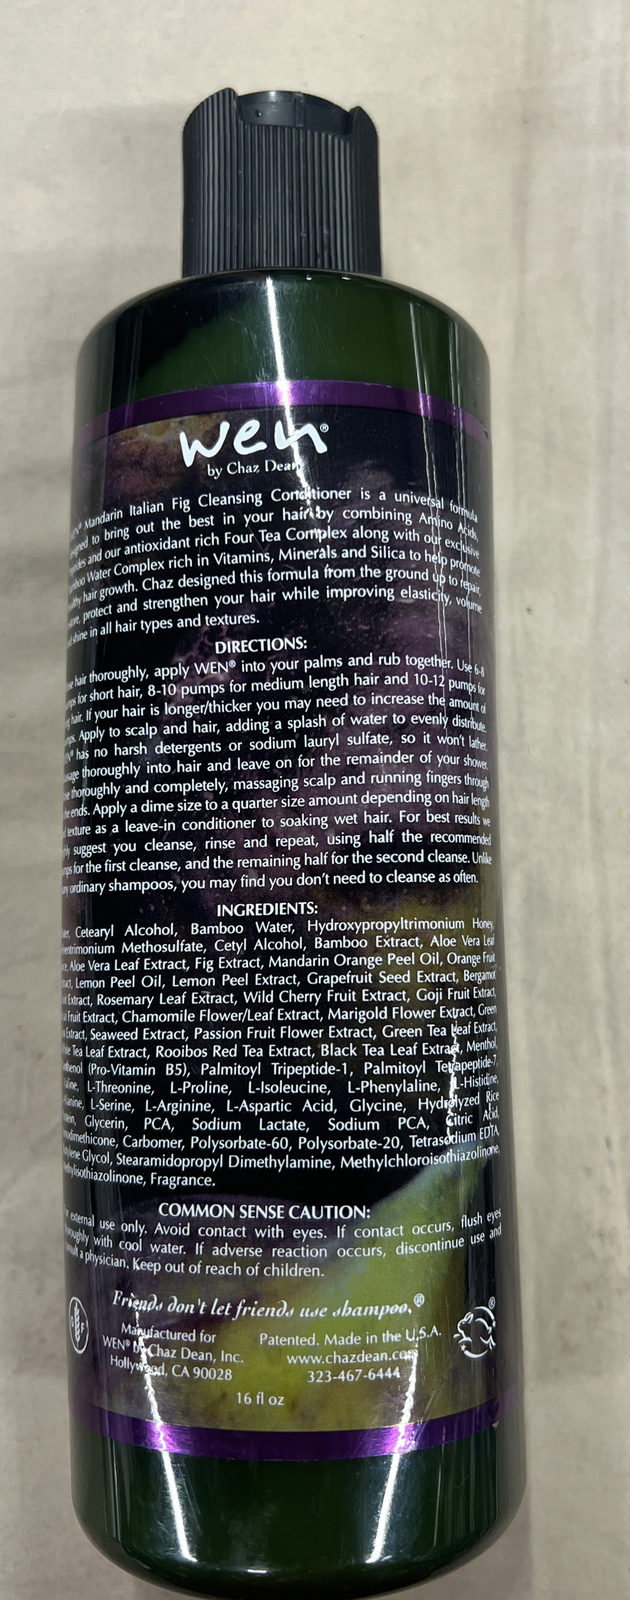 wen®
by Chaz Dean
WEN® Mandarin Italian Fig Cleansing Conditioner is a universal formula
to bring out the best in your hair by combining Amino Acids,
and our antioxidant rich Four Tea Complex along with our exclusive
Water Complex rich in Vitamins, Minerals and Silica to help promote
hair growth. Chaz designed this formula from the ground up to repair,
protect and strengthen your hair while improving elasticity, volume
shine in all hair types and textures.
DIRECTIONS:
hair thoroughly, apply WEN® into your palms and rub together. Use 6-8
for short hair, 8-10 pumps for medium length hair and 10-12 pumps for
hair. If your hair is longer/thicker you may need to increase the amount of
Apply to scalp and hair, adding a splash of water to evenly distribute.
has no harsh detergents or sodium lauryl sulfate, so it won't lather.
thoroughly into hair and leave on for the remainder of your shower.
thoroughly and completely, massaging scalp and running fingers through
the ends. Apply a dime size to a quarter size amount depending on hair length
texture as a leave-in conditioner to soaking wet hair. For best results we
suggest you cleanse, rinse and repeat, using half the recommended
for the first cleanse, and the remaining half for the second cleanse. Unlike
ordinary shampoos, you may find you don't need to cleanse as often.
INGREDIENTS:
Cetearyl Alcohol, Bamboo Water, Hydroxypropyltrimonium Honey,
Methosulfate, Cetyl Alcohol, Bamboo Extract, Aloe Vera Leaf
Aloe Vera Leaf Extract, Fig Extract, Mandarin Orange Peel Oil, Orange Fruit
Lemon Peel Oil, Lemon Peel Extract, Grapefruit Seed Extract, Bergamot
Extract, Rosemary Leaf Extract, Wild Cherry Fruit Extract, Goji Fruit Extract,
Fruit Extract, Chamomile Flower/Leaf Extract, Marigold Flower Extract, Green
Extract, Seaweed Extract, Passion Fruit Flower Extract, Green Tea Leaf Extract,
Tea Leaf Extract, Rooibos Red Tea Extract, Black Tea Leaf Extract, Menthol,
(Pro-Vitamin B5), Palmitoyl Tripeptide-1, Palmitoyl Tetrapeptide-7,
L-Threonine, L-Proline, L-Isoleucine, L-Phenylaline, L-Histidine,
L-Serine, L-Arginine, L-Aspartic Acid, Glycine, Hydrolyzed Rice
Glycerin, PCA, Sodium Lactate, Sodium PCA, Citric Acid,
Carbomer, Polysorbate-60, Polysorbate-20, Tetrasodium EDTA,
Glycol, Stearamidopropyl Dimethylamine, Methylchloroisothiazolinone,
Fragrance.
COMMON SENSE CAUTION:
external use only. Avoid contact with eyes. If contact occurs, flush eyes
with cool water. If adverse reaction occurs, discontinue use and
a physician. Keep out of reach of children.
Friends don't let friends use shampoo.®
Manufactured for
WEN® by Chaz Dean, Inc.
Hollywood, CA 90028
Patented. Made in the U.S.A.
www.chazdean.com
323-467-6444
16 fl oz